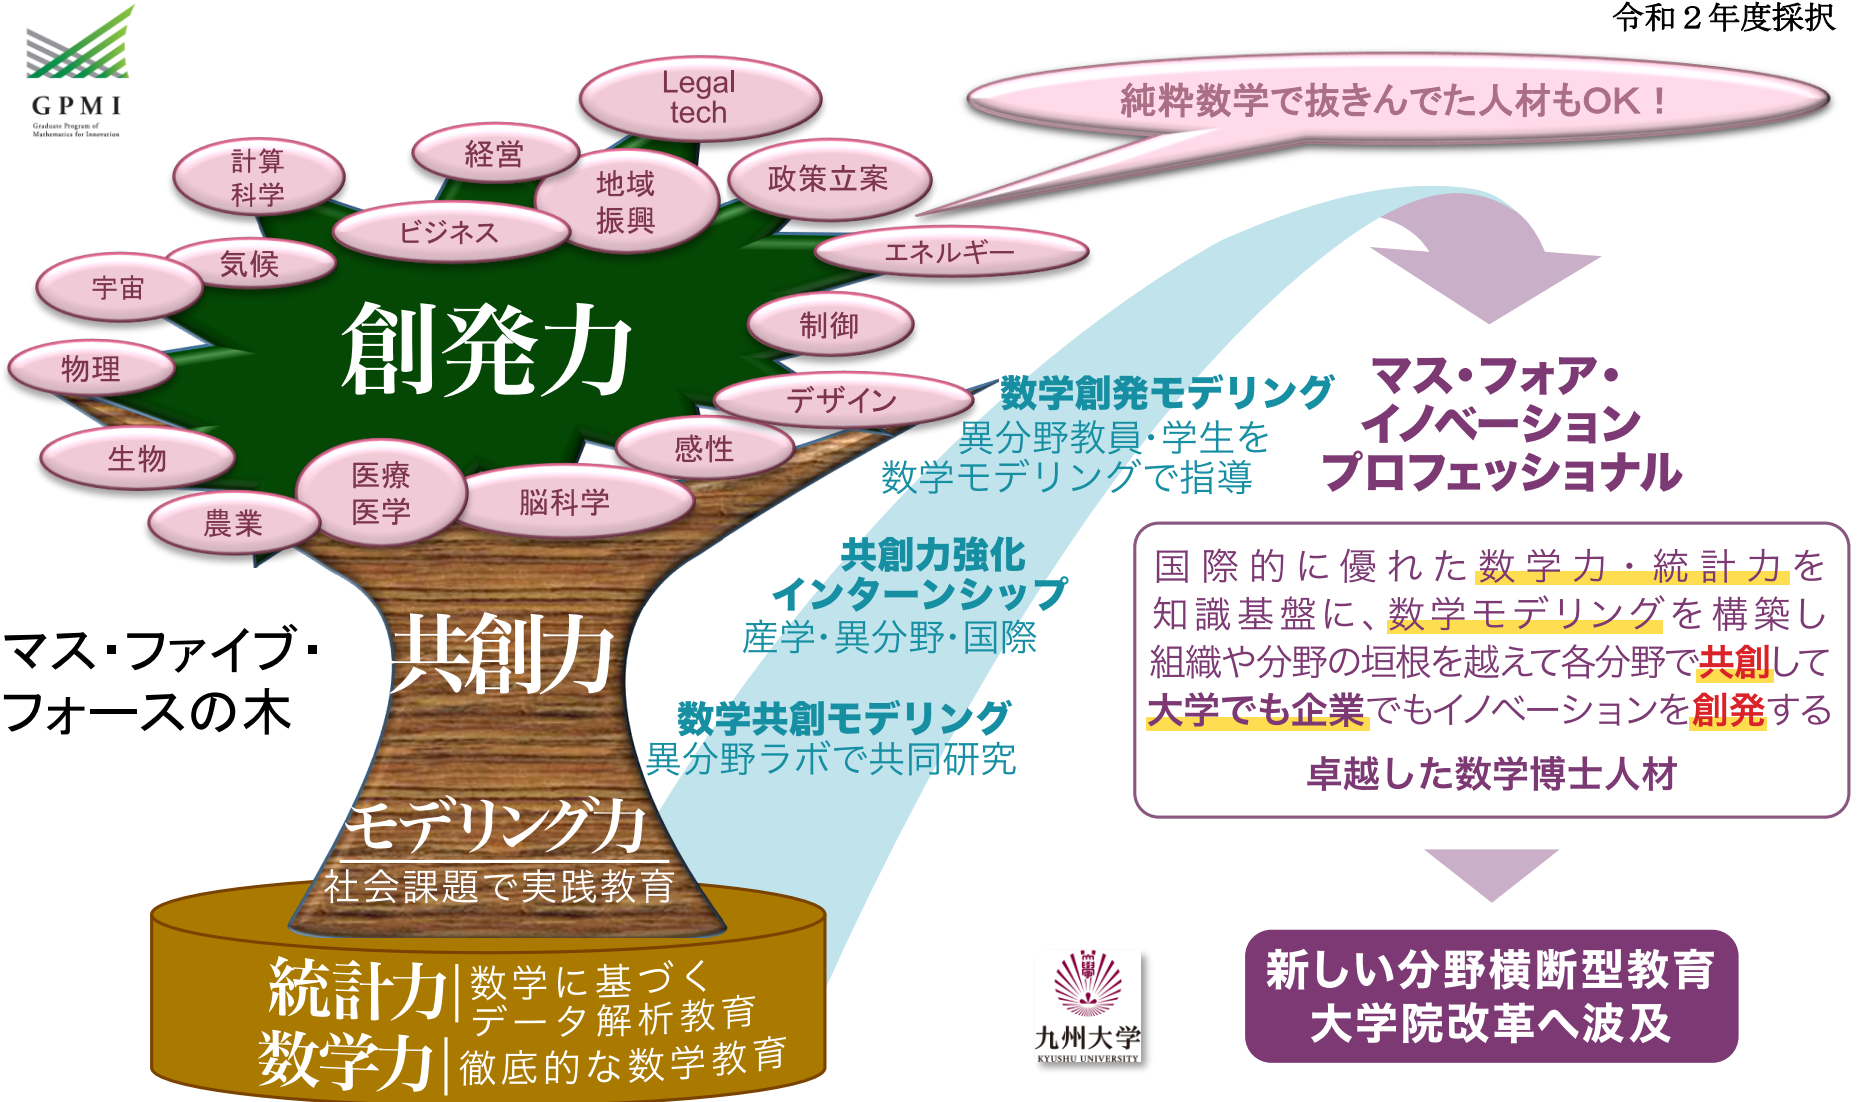 令和２年度採択
GPMI
Graduate Program of
Mathematics for Innovation
純粋数学で抜きんでた人材もOK！
Legal
tech
経営
計算
科学
地域
振興
政策立案
ビジネス
気候
エネルギー
宇宙
制御
物理
デザイン
生物
感性
医療
医学
脳科学
農業
創発力
共創力
モデリング力
社会課題で実践教育
統計力
数学に基づく
データ解析教育
数学力
徹底的な数学教育
マス・ファイブ・
フォースの木
数学創発モデリング
異分野教員・学生を
数学モデリングで指導
共創力強化
インターンシップ
産学・異分野・国際
数学共創モデリング
異分野ラボで共同研究
マス・フォア・
イノベーション
プロフェッショナル
国際的に優れた数学力・統計力を
知識基盤に、数学モデリングを構築し
組織や分野の垣根を越えて各分野で共創して
大学でも企業でもイノベーションを創発する
卓越した数学博士人材
新しい分野横断型教育
大学院改革へ波及
九州大学
KYUSHU UNIVERSITY